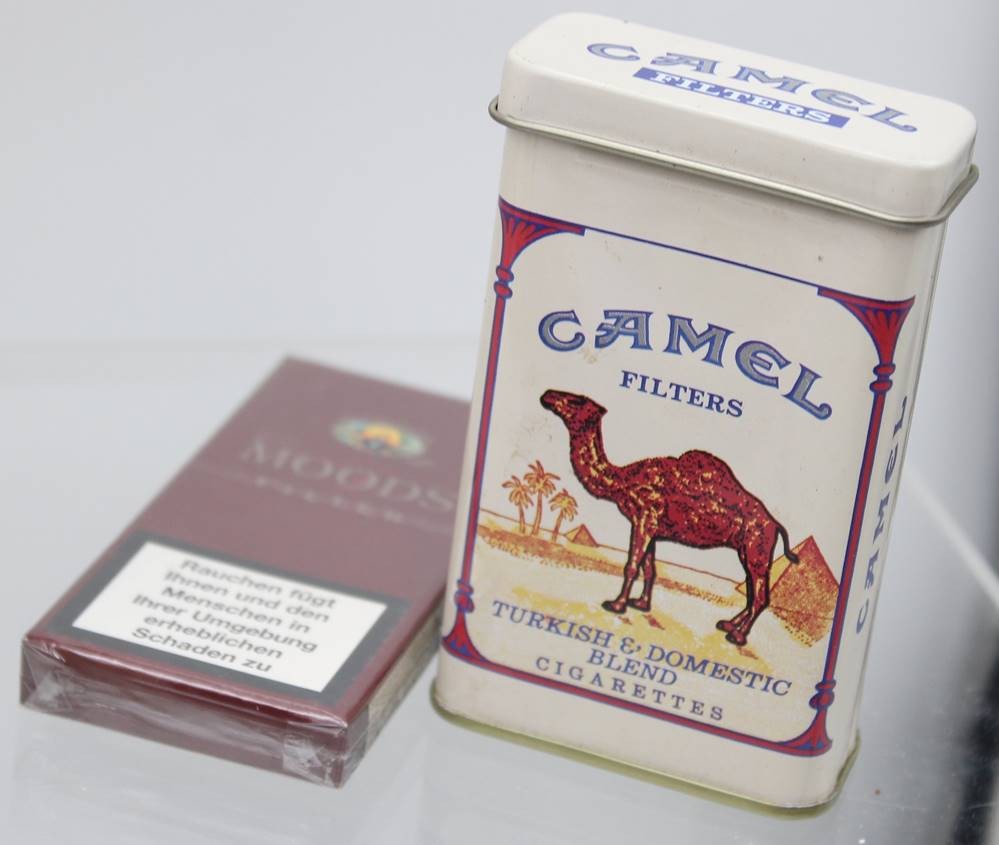 CAMEL
FILTERS
CAMEL
FILTERS
TURKISH & DOMESTIC
BLEND
CIGARETTES
CAMEL
MOODS
Rauchen fügt
Ihnen und den
Menschen in
Ihrer Umgebung
erheblichen
Schaden zu